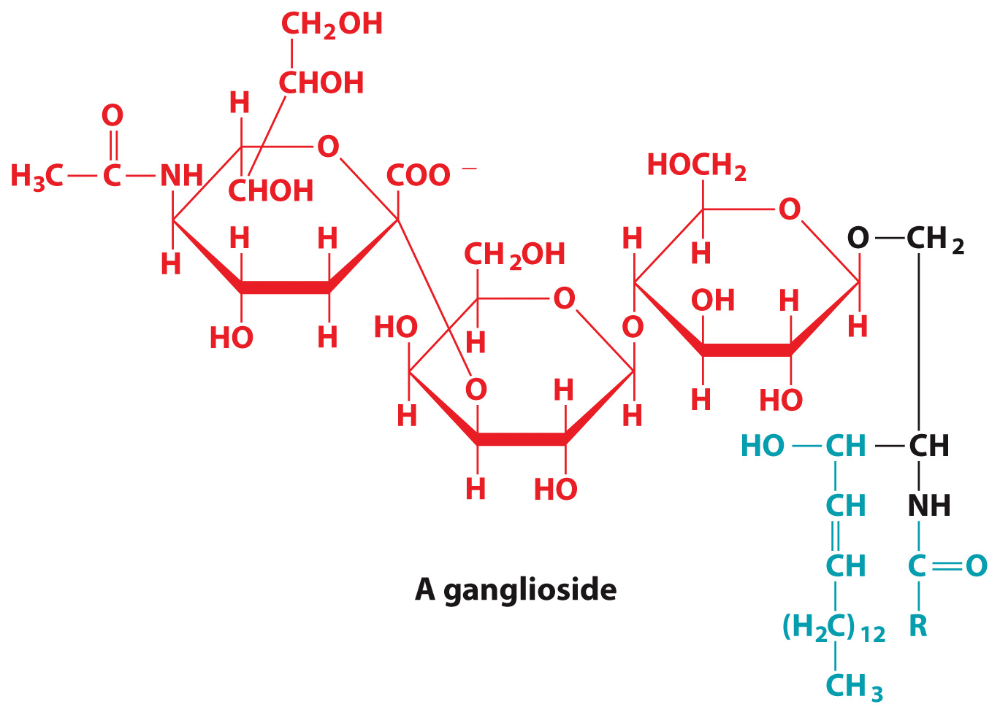 CH2OH
CHOH
H
O
O
H3C C NH
COO −
HOCH2
CHOH
O
H H
H O CH2
CH2OH
H
H
O
OH H
HO O H
HO H
H
O
H H
HO
H H
HO CH CH
H HO
CH NH
CH C O
A ganglioside
(H2C)12 R
CH3